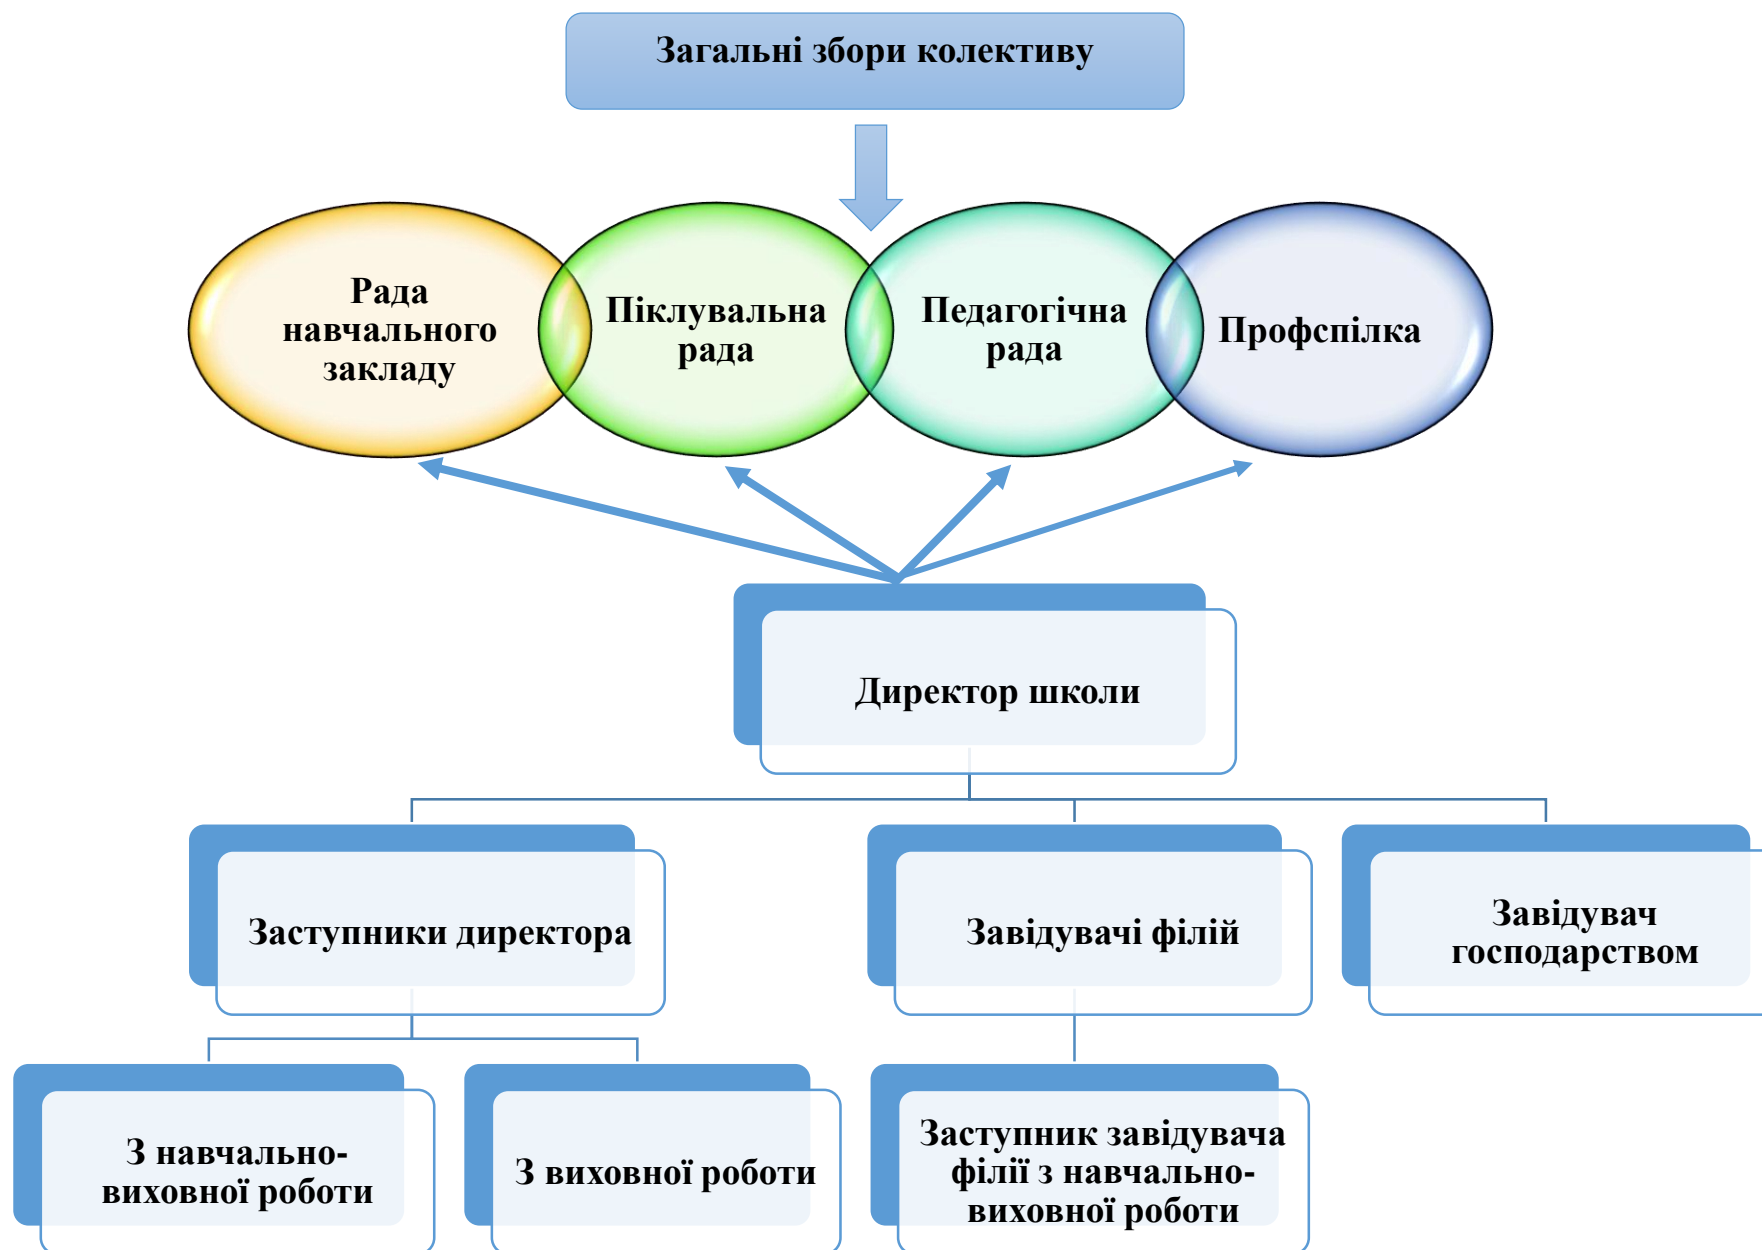 Загальні збори колективу
Рада
навчального
закладу
Піклувальна
рада
Педагогічна
рада
Профспілка
Директор школи
Заступники директора
Завідувачі філій
Завідувач
господарством
З навчально-
виховної роботи
З виховної роботи
Заступник завідувача
філії з навчально-
виховної роботи